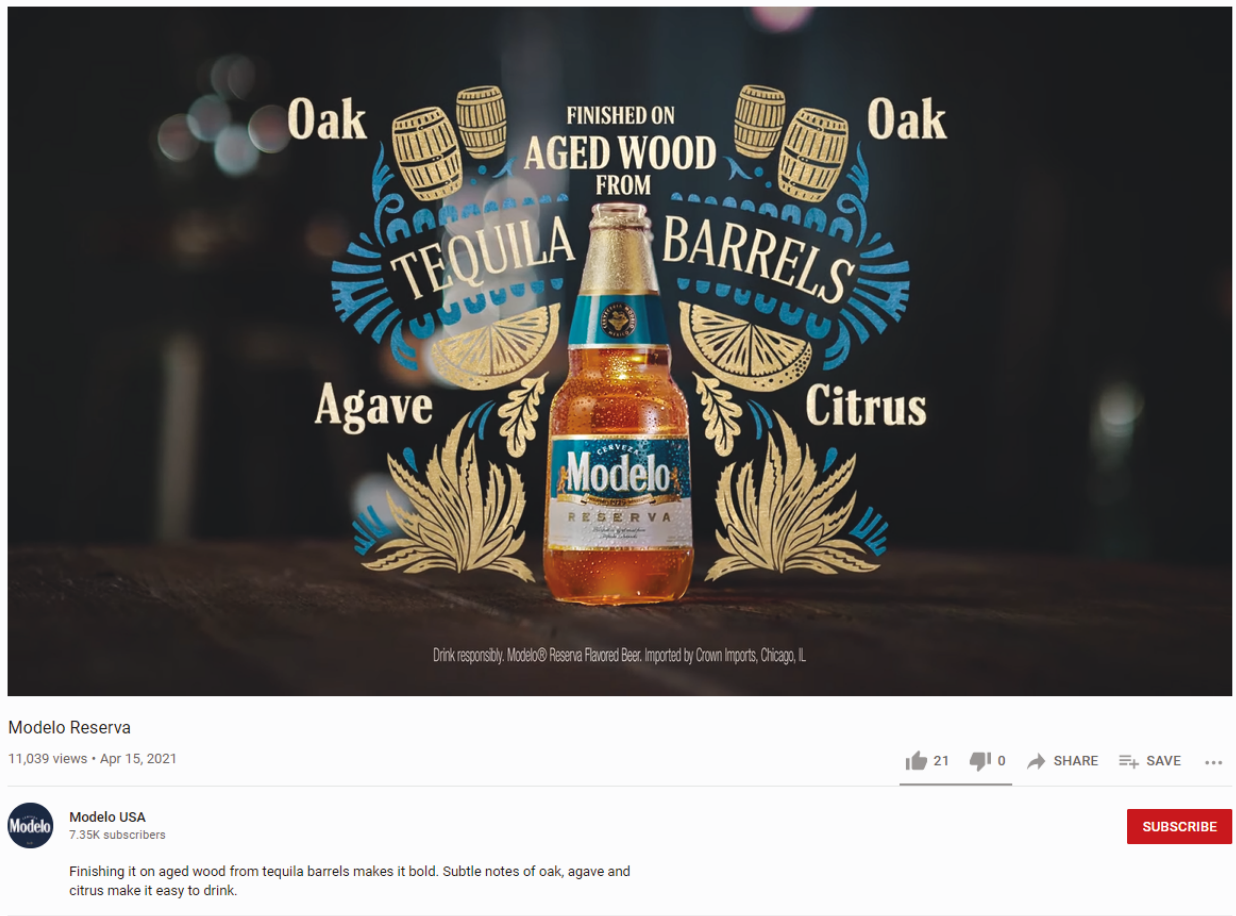 Oak
Oak
FINISHED ON
AGED WOOD
FROM
TEQUILA BARRELS
Agave
Citrus
CERVEZA
Modelo
RESERVA
Drink responsibly. Modelo® Reserva Flavored Beer. Imported by Crown Imports, Chicago, IL
Modelo Reserva
11,039 views • Apr 15, 2021
21 0 SHARE SAVE ...
Modelo
Modelo USA
7.35K subscribers
SUBSCRIBE
Finishing it on aged wood from tequila barrels makes it bold. Subtle notes of oak, agave and
citrus make it easy to drink.